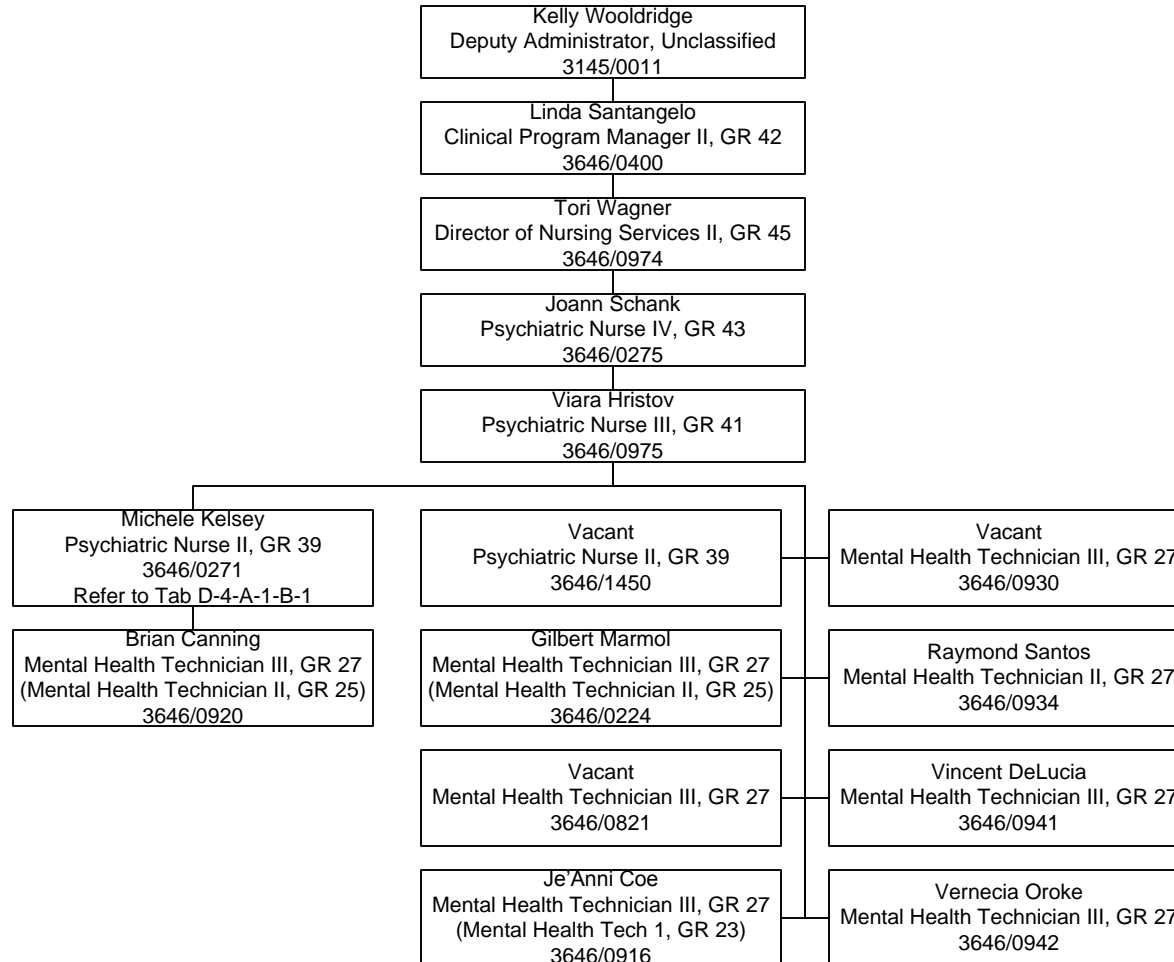 Kelly Wooldridge
Deputy Administrator, Unclassified
3145/0011
Linda Santangelo
Clinical Program Manager II, GR 42
3646/0400
Tori Wagner
Director of Nursing Services II, GR 45
3646/0974
Joann Schank
Psychiatric Nurse IV, GR 43
3646/0275
Viara Hristov
Psychiatric Nurse III, GR 41
3646/0975
Michele Kelsey
Psychiatric Nurse II, GR 39
3646/0271
Refer to Tab D-4-A-1-B-1
Vacant
Psychiatric Nurse II, GR 39
3646/1450
Vacant
Mental Health Technician III, GR 27
3646/0930
Brian Canning
Mental Health Technician III, GR 27
(Mental Health Technician II, GR 25)
3646/0920
Gilbert Marmol
Mental Health Technician III, GR 27
(Mental Health Technician II, GR 25)
3646/0224
Raymond Santos
Mental Health Technician II, GR 27
3646/0934
Vacant
Mental Health Technician III, GR 27
3646/0821
Vincent DeLucia
Mental Health Technician III, GR 27
3646/0941
Je'Anni Coe
Mental Health Technician III, GR 27
(Mental Health Tech 1, GR 23)
3646/0916
Vernecia Oroke
Mental Health Technician III, GR 27
3646/0942